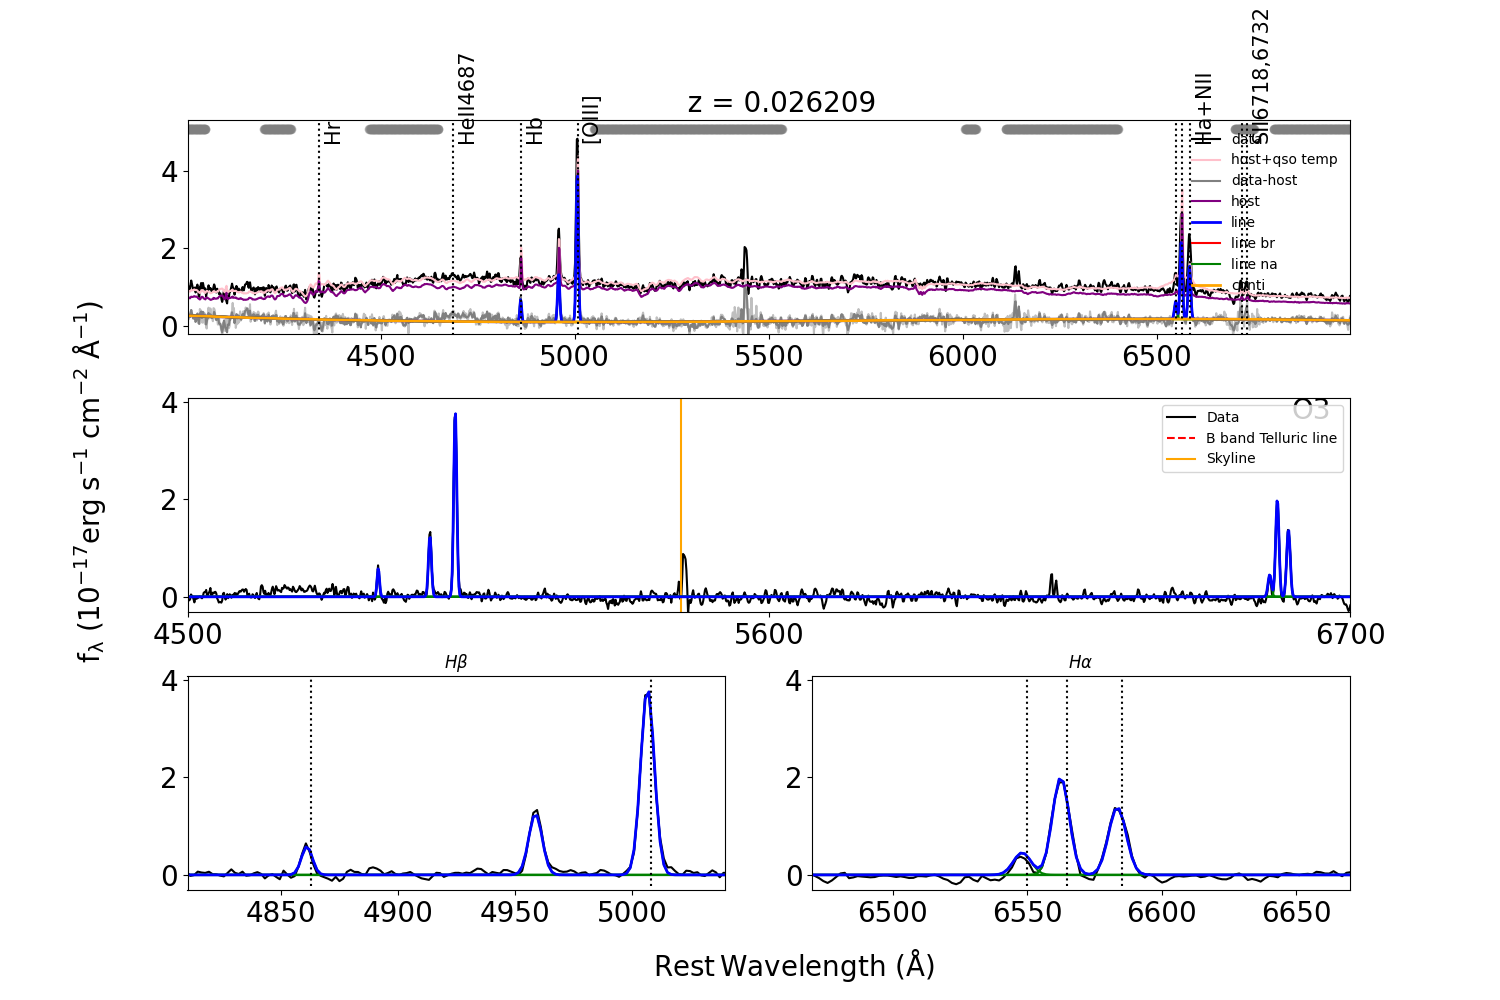 z = 0.026209
Hr
HeII4687
Hb
[OIII]
Ha+NII
SII6718,6732
data
host+qso temp
data-host
host
line
line br
line na
conti
4
2
0
4500 5000 5500 6000 6500
O3
Data
B band Telluric line
Skyline
4
2
0
4500 5600 6700
Hβ
4
2
0
4850 4900 4950 5000
Hα
4
2
0
6500 6550 6600 6650
fλ (10⁻¹⁷erg s⁻¹ cm⁻² Å⁻¹)
Rest Wavelength (Å)